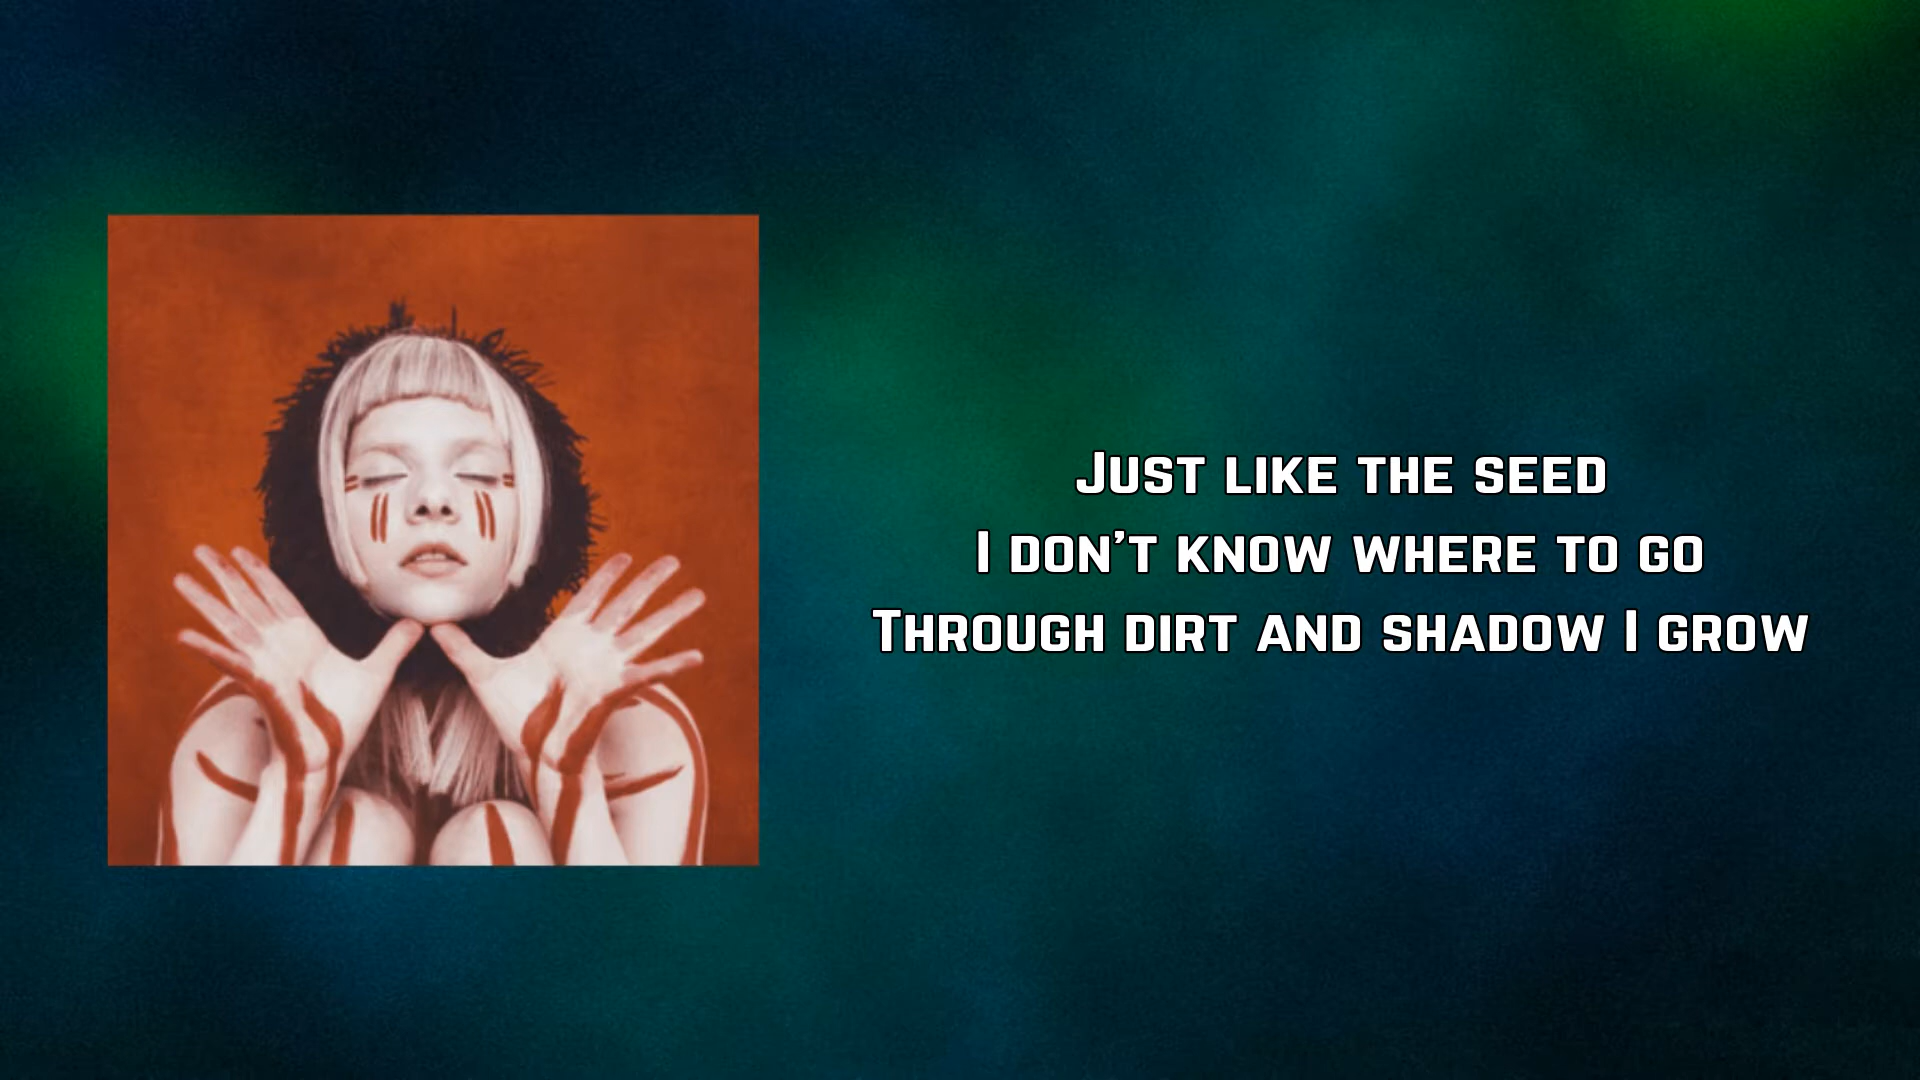 Just like the seed
I don't know where to go
Through dirt and shadow I grow